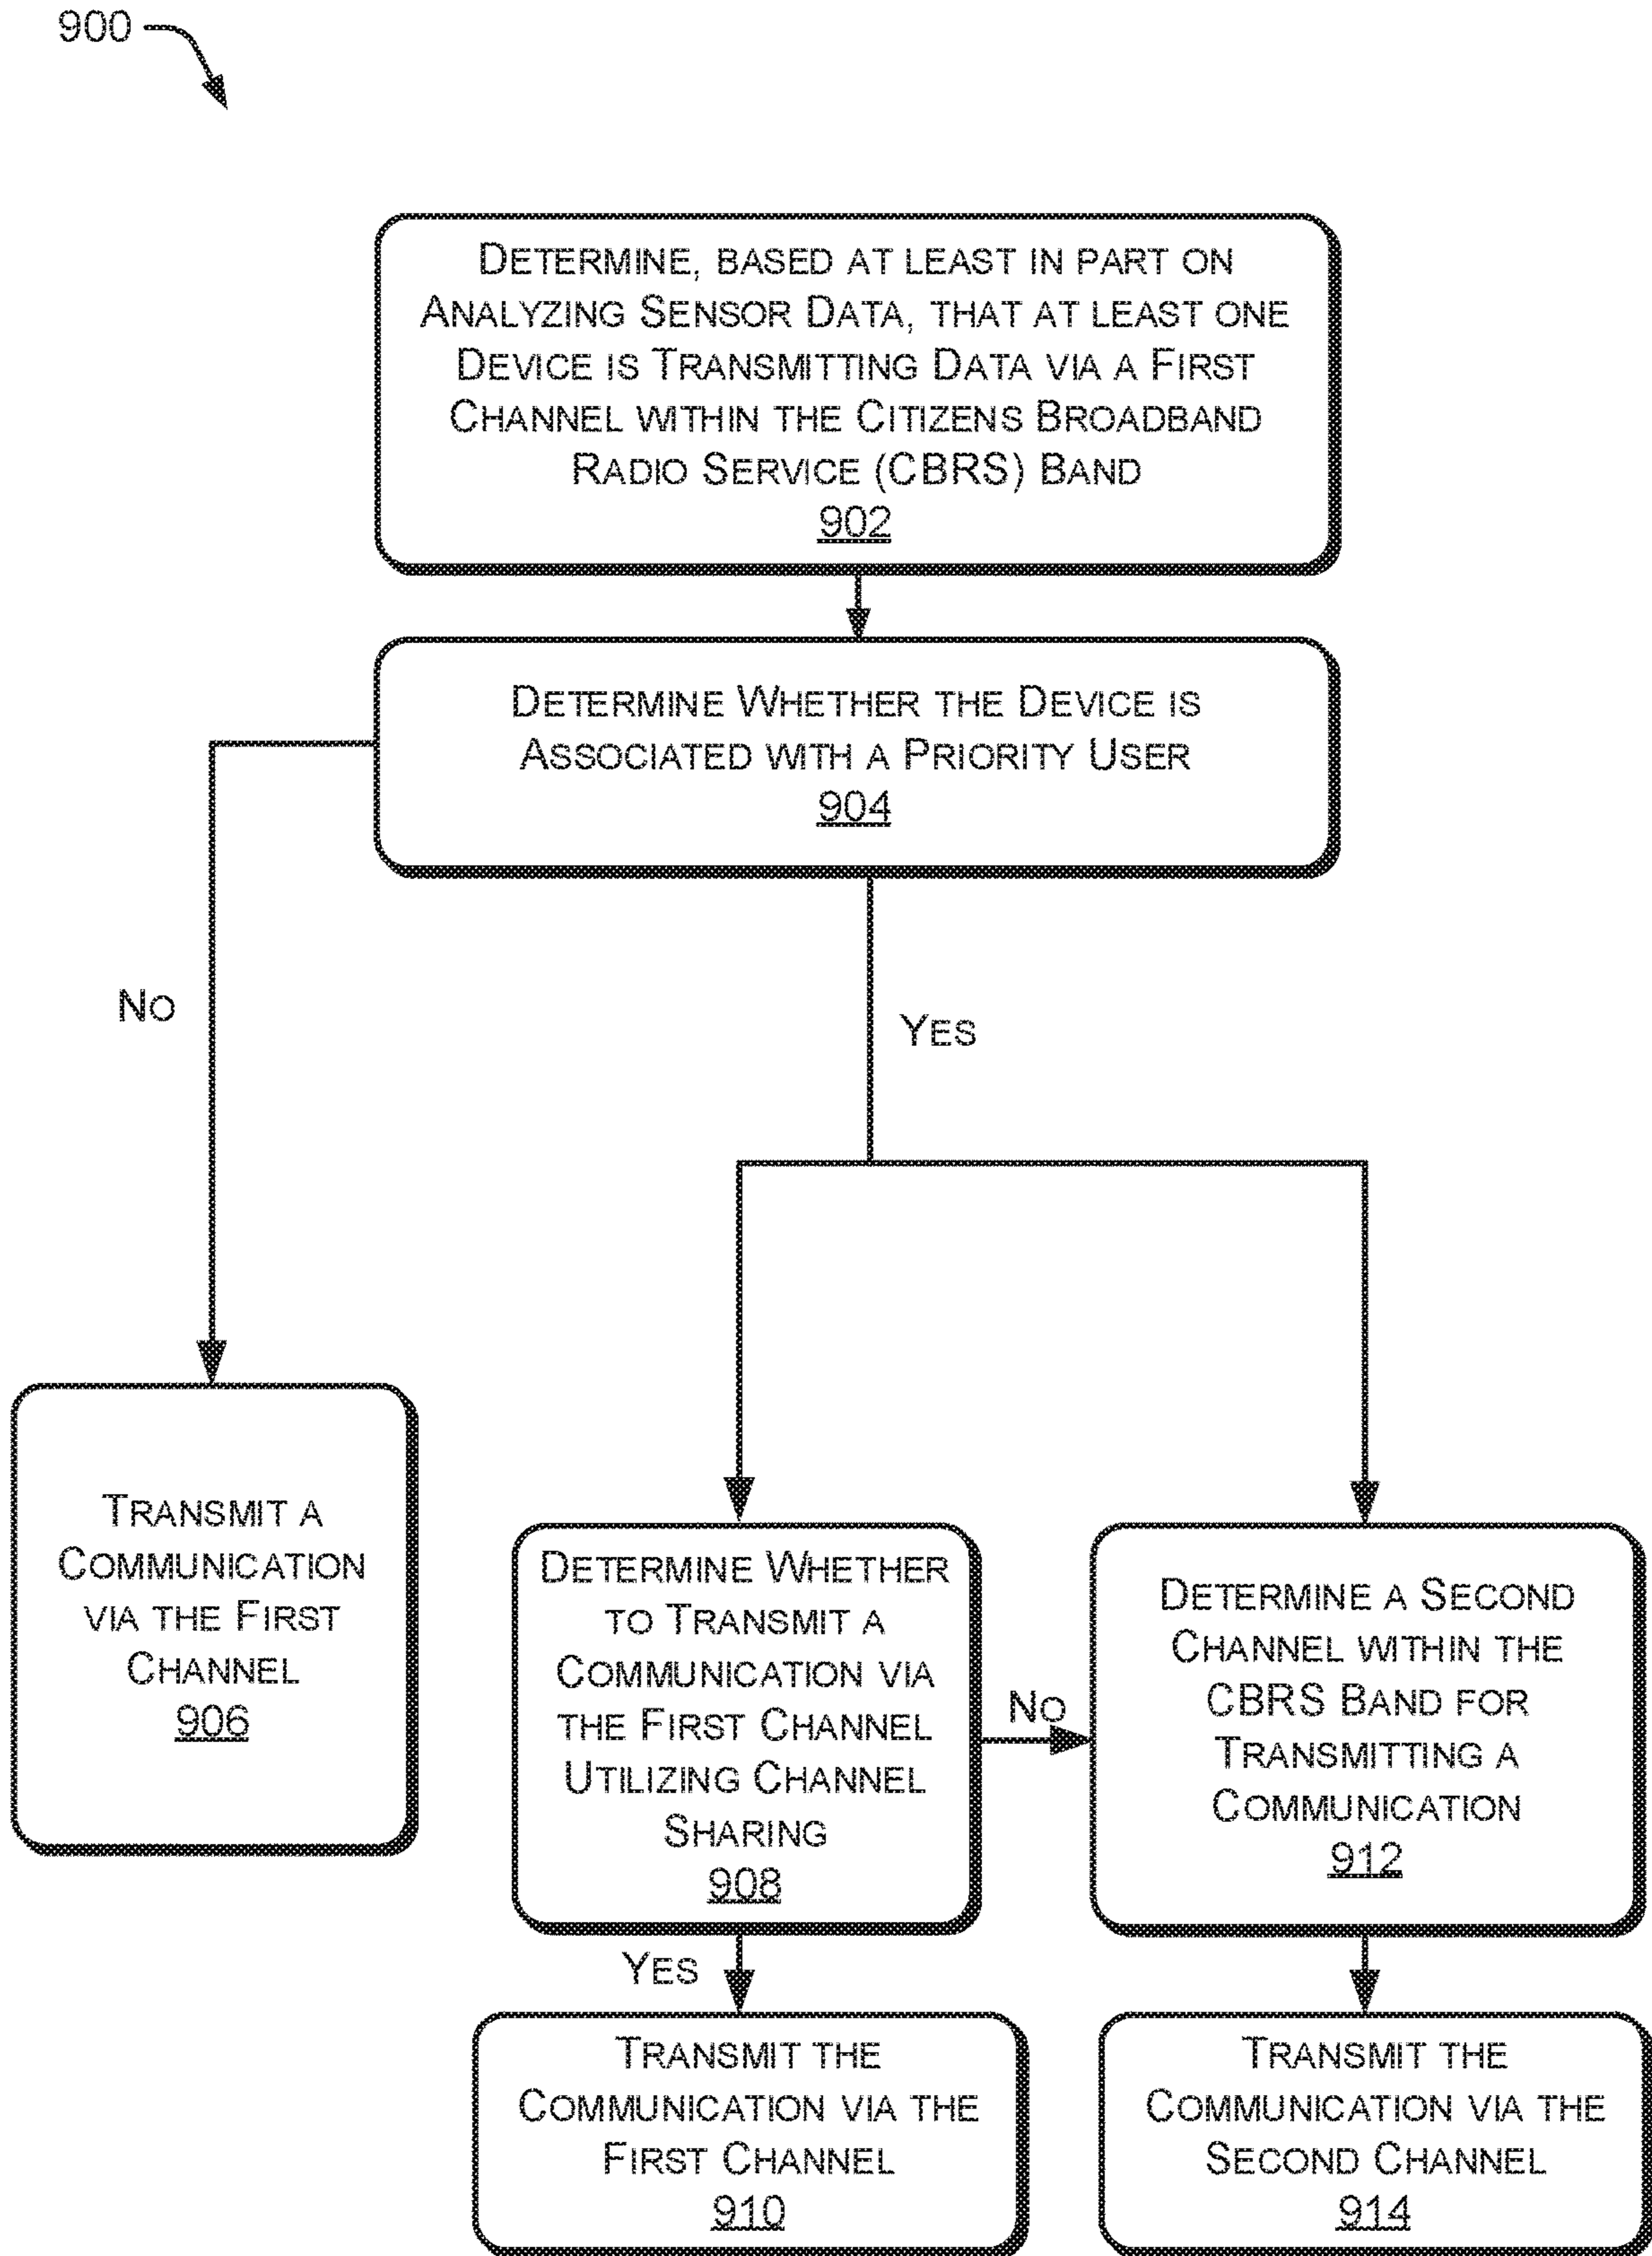 900
DETERMINE, BASED AT LEAST IN PART ON
ANALYZING SENSOR DATA, THAT AT LEAST ONE
DEVICE IS TRANSMITTING DATA VIA A FIRST
CHANNEL WITHIN THE CITIZENS BROADBAND
RADIO SERVICE (CBRS) BAND
902
DETERMINE WHETHER THE DEVICE IS
ASSOCIATED WITH A PRIORITY USER
904
NO
YES
TRANSMIT A
COMMUNICATION
VIA THE FIRST
CHANNEL
906
DETERMINE WHETHER
TO TRANSMIT A
COMMUNICATION VIA
THE FIRST CHANNEL
UTILIZING CHANNEL
SHARING
908
NO
DETERMINE A SECOND
CHANNEL WITHIN THE
CBRS BAND FOR
TRANSMITTING A
COMMUNICATION
912
YES
TRANSMIT THE
COMMUNICATION VIA THE
FIRST CHANNEL
910
TRANSMIT THE
COMMUNICATION VIA THE
SECOND CHANNEL
914